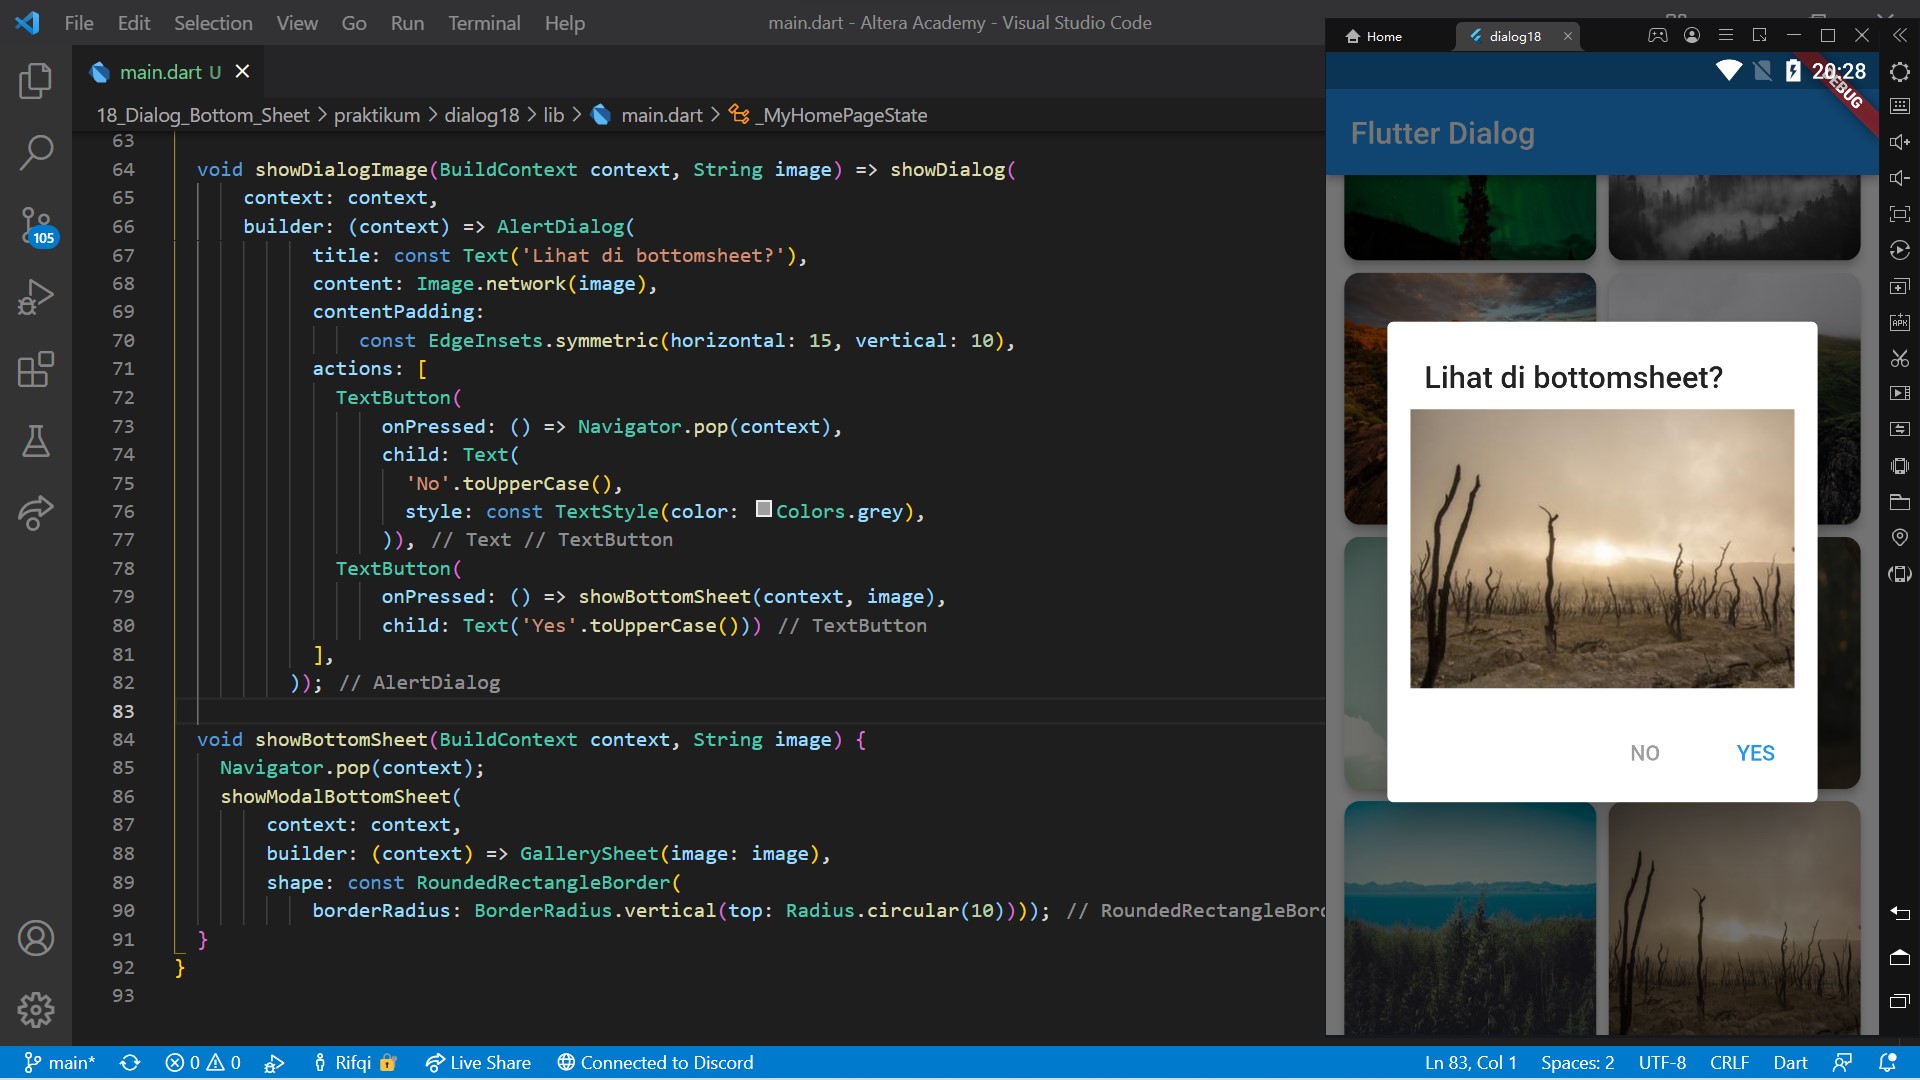 File Edit Selection View Go Run Terminal Help
main.dart - Altera Academy - Visual Studio Code
main.dart U
18_Dialog_Bottom_Sheet > praktikum > dialog18 > lib > main.dart > _MyHomePageState
63
64 void showDialogImage(BuildContext context, String image) => showDialog(
65 context: context,
66 builder: (context) => AlertDialog(
67 title: const Text('Lihat di bottomsheet?'),
68 content: Image.network(image),
69 contentPadding:
70 const EdgeInsets.symmetric(horizontal: 15, vertical: 10),
71 actions: [
72 TextButton(
73 onPressed: () => Navigator.pop(context),
74 child: Text(
75 'No'.toUpperCase(),
76 style: const TextStyle(color: Colors.grey),
77 )), // Text // TextButton
78 TextButton(
79 onPressed: () => showBottomSheet(context, image),
80 child: Text('Yes'.toUpperCase())) // TextButton
81 ],
82 )); // AlertDialog
83
84 void showBottomSheet(BuildContext context, String image) {
85 Navigator.pop(context);
86 showModalBottomSheet(
87 context: context,
88 builder: (context) => GallerySheet(image: image),
89 shape: const RoundedRectangleBorder(
90 borderRadius: BorderRadius.vertical(top: Radius.circular(10)))); // RoundedRectangleBord
91 }
92 }
93
105
Home
dialog18
20:28
DEBUG
Flutter Dialog
Lihat di bottomsheet?
NO YES
APK
main* 0 0 Rifqi Live Share Connected to Discord
Ln 83, Col 1 Spaces: 2 UTF-8 CRLF Dart